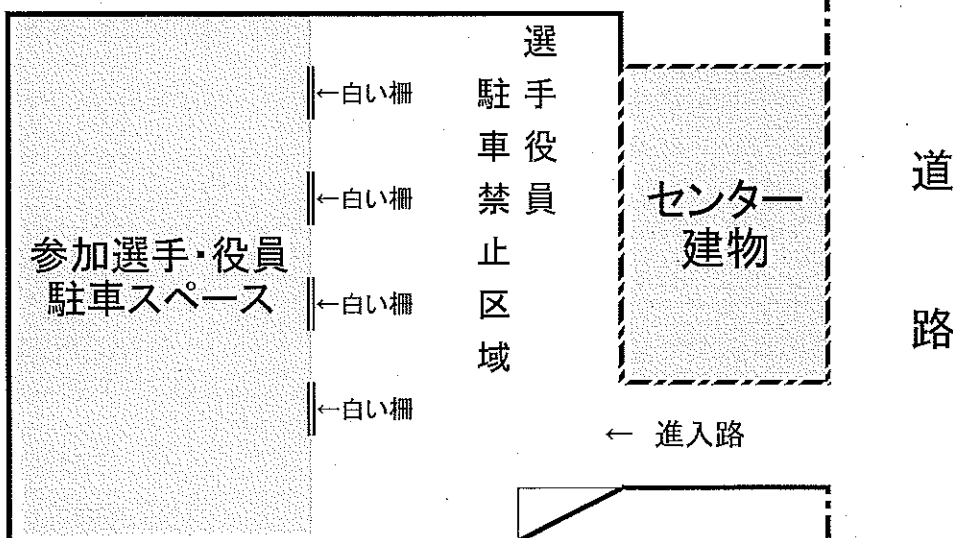 参加選手・役員
駐車スペース
←白い柵
←白い柵
←白い柵
←白い柵
選手役員
駐車禁止区域
センター
建物
← 進入路
道路